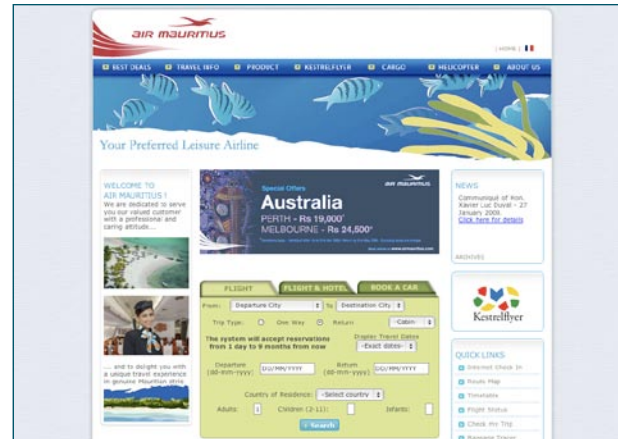 AIR MAURITIUS
| HOME |
BEST DEALS TRAVEL INFO PRODUCT KESTRELFLYER CARGO HELICOPTER ABOUT US
Your Preferred Leisure Airline
WELCOME TO
AIR MAURITIUS !
We are dedicated to serve
you our valued customer
with a professional and
caring attitude...
... and to delight you with
a unique travel experience
in genuine Mauritian style
Special Offers
AIR MAURITIUS
Australia
PERTH - Rs 19,000*
MELBOURNE - Rs 24,500*
FLIGHT FLIGHT & HOTEL BOOK A CAR
From: Departure City To Destination City
Trip Type: One Way Return -Cabin-
The system will accept reservations
from 1 day to 9 months from now
Display Travel Dates
-Exact dates-
Departure
(dd-mm-yyyy) DD/MM/YYYY
Return
(dd-mm-yyyy) DD/MM/YYYY
Country of Residence: -Select country
Adults: 1 Children (2-11): Infants:
Search
NEWS
Communiqué of Hon.
Xavier Luc Duval - 27
January 2009.
Click here for details
ARCHIVES
Kestrelflyer
QUICK LINKS
Internet Check In
Route Map
Timetable
Flight Status
Check My Trip